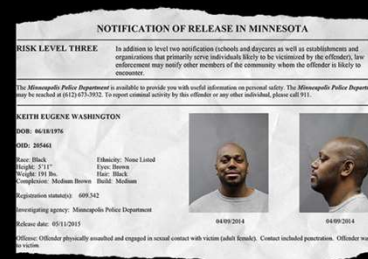 NOTIFICATION OF RELEASE IN MINNESOTA
RISK LEVEL THREE
In addition to level two notification (schools and daycares as well as establishments and
organizations that primarily serve individuals likely to be victimized by the offender), law
enforcement may notify other members of the community whom the offender is likely to
encounter.
The Minneapolis Police Department is available to provide you with useful information on personal safety. The Minneapolis Police
may be reached at (612) 673-3932. To report criminal activity by this offender or any other individual, please call 911.
KEITH EUGENE WASHINGTON
DOB: 06/18/1976
OID: 205461
Race: Black Ethnicity: None Listed
Height: 5'11" Eyes: Brown
Weight: 191 lbs. Hair: Black
Complexion: Medium Brown Build: Medium
Registration statute(s): 609.342
Investigating agency: Minneapolis Police Department
Release date: 05/11/2015
04/09/2014
04/09/2014
Offense: Offender physically assaulted and engaged in sexual contact with victim (adult female). Contact included penetration. Offender
to victim.